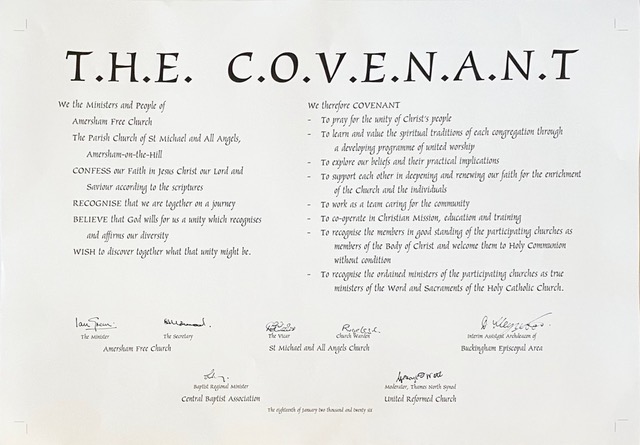 T.H.E. C.O.V.E.N.A.N.T
We the Ministers and People of
Amersham Free Church
The Parish Church of St Michael and All Angels,
Amersham-on-the-Hill
CONFESS our Faith in Jesus Christ our Lord and
Saviour according to the scriptures
RECOGNISE that we are together on a journey
BELIEVE that God wills for us a unity which recognises
and affirms our diversity
WISH to discover together what that unity might be.
We therefore COVENANT
- To pray for the unity of Christ's people
- To learn and value the spiritual traditions of each congregation through
a developing programme of united worship
- To explore our beliefs and their practical implications
- To support each other in deepening and renewing our faith for the enrichment
of the Church and the individuals
- To work as a team caring for the community
- To co-operate in Christian Mission, education and training
- To recognise the members in good standing of the participating churches as
members of the Body of Christ and welcome them to Holy Communion
without condition
- To recognise the ordained ministers of the participating churches as true
ministers of the Word and Sacraments of the Holy Catholic Church.
The Minister The Secretary
Amersham Free Church
The Vicar Church Warden
St Michael and All Angels Church
Interim Assistant Archdeacon of
Buckingham Episcopal Area
Baptist Regional Minister
Central Baptist Association
Moderator, Thames North Synod
United Reformed Church
The eighteenth of January two thousand and twenty six